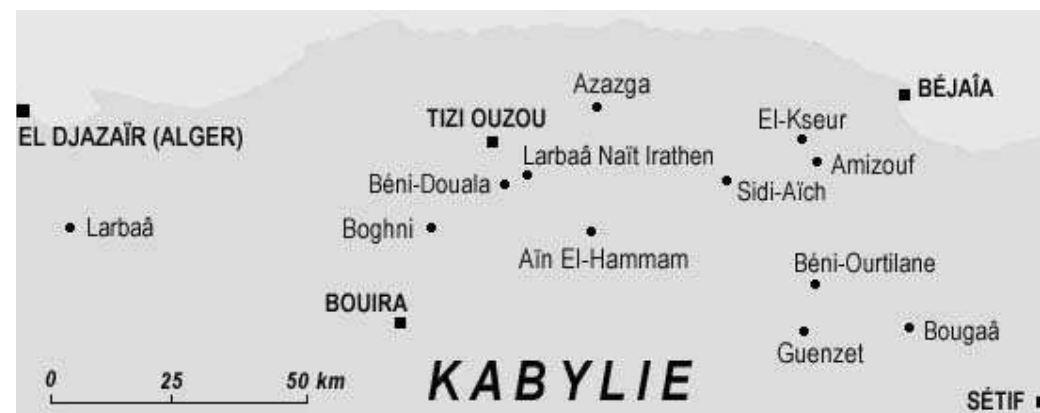 Azazga
BÉJAÎA
TIZI OUZOU
El-Kseur
EL DJAZAÏR (ALGER)
Larbaâ Naït Irathen
Amizouf
Béni-Douala
Sidi-Aïch
Larbaâ
Boghni
Aïn El-Hammam
Béni-Ourtilane
BOUIRA
Bougaâ
Guenzet
0 25 50 km
KABYLIE
SÉTIF